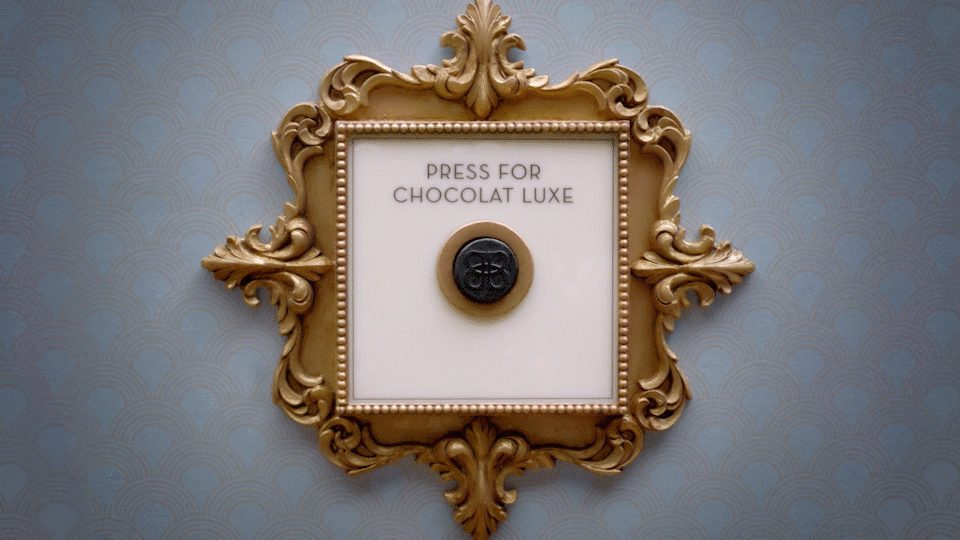 PRESS FOR
CHOCOLAT LUXE